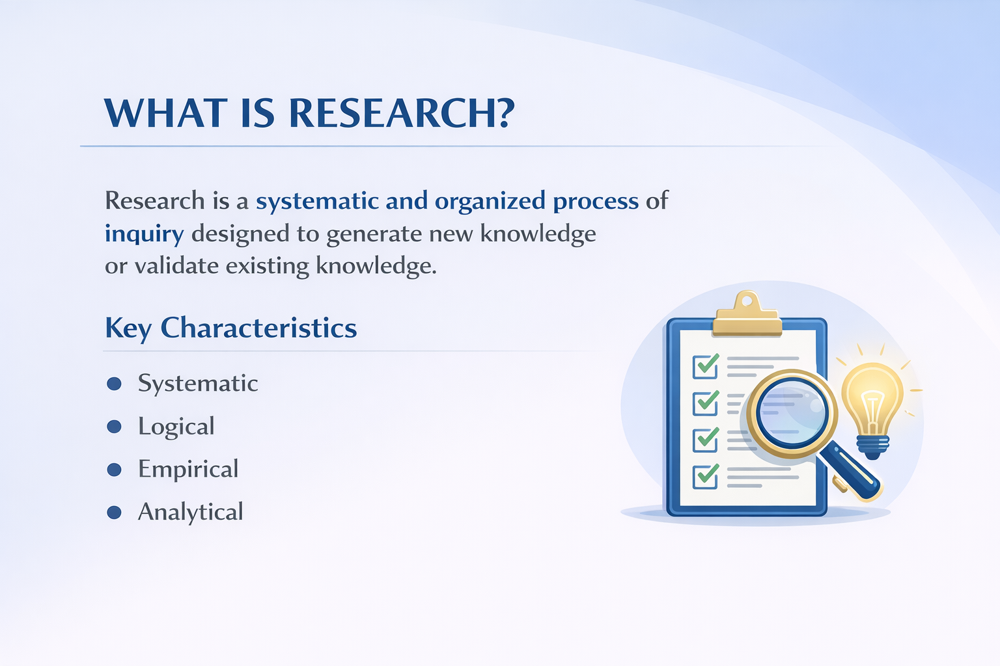 WHAT IS RESEARCH?
Research is a systematic and organized process of
inquiry designed to generate new knowledge
or validate existing knowledge.
Key Characteristics
● Systematic
● Logical
● Empirical
● Analytical